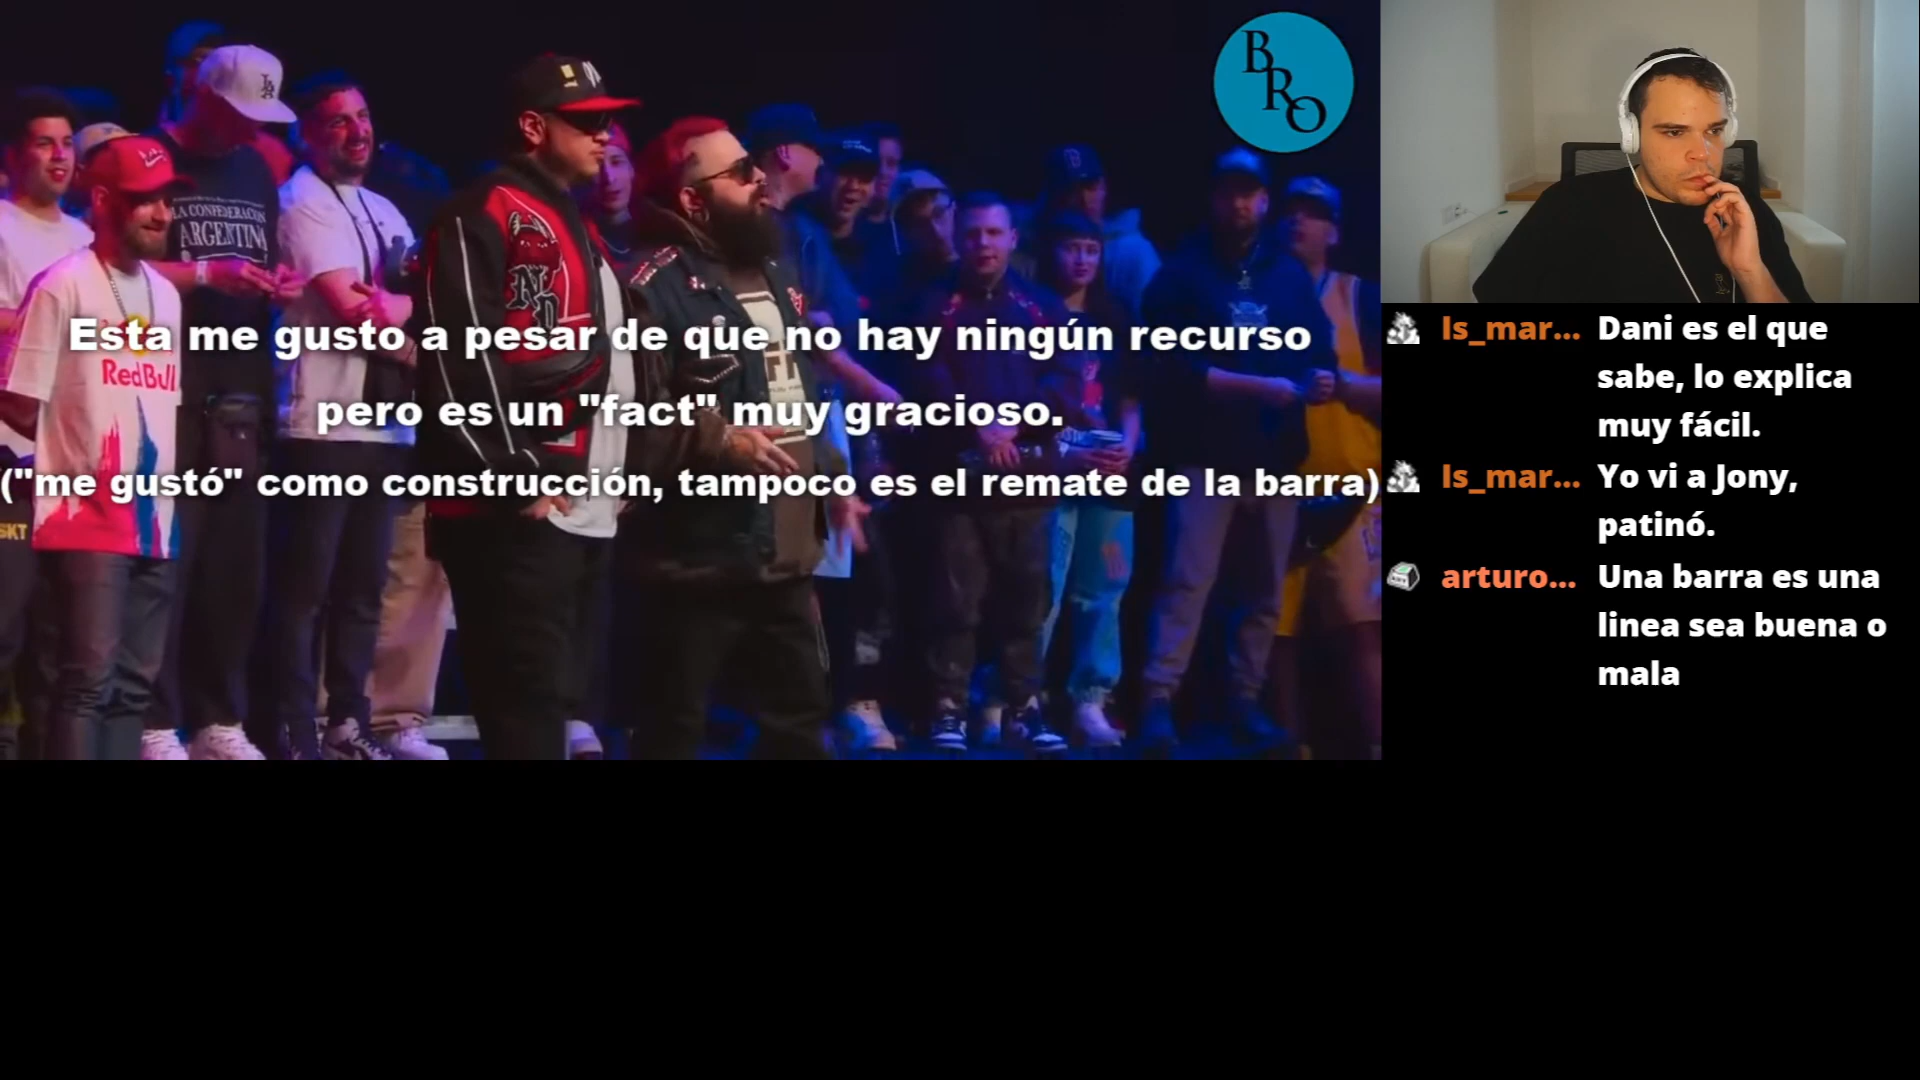 BRO
LA CONFEDERACION
ARGENTINA
Esta me gusto a pesar de que no hay ningún recurso
RedBull
pero es un "fact" muy gracioso.
("me gustó" como construcción, tampoco es el remate de la barra)
SKT
Is_mar... Dani es el que
sabe, lo explica
muy fácil.
Is_mar... Yo vi a Jony,
patinó.
arturo... Una barra es una
linea sea buena o
mala